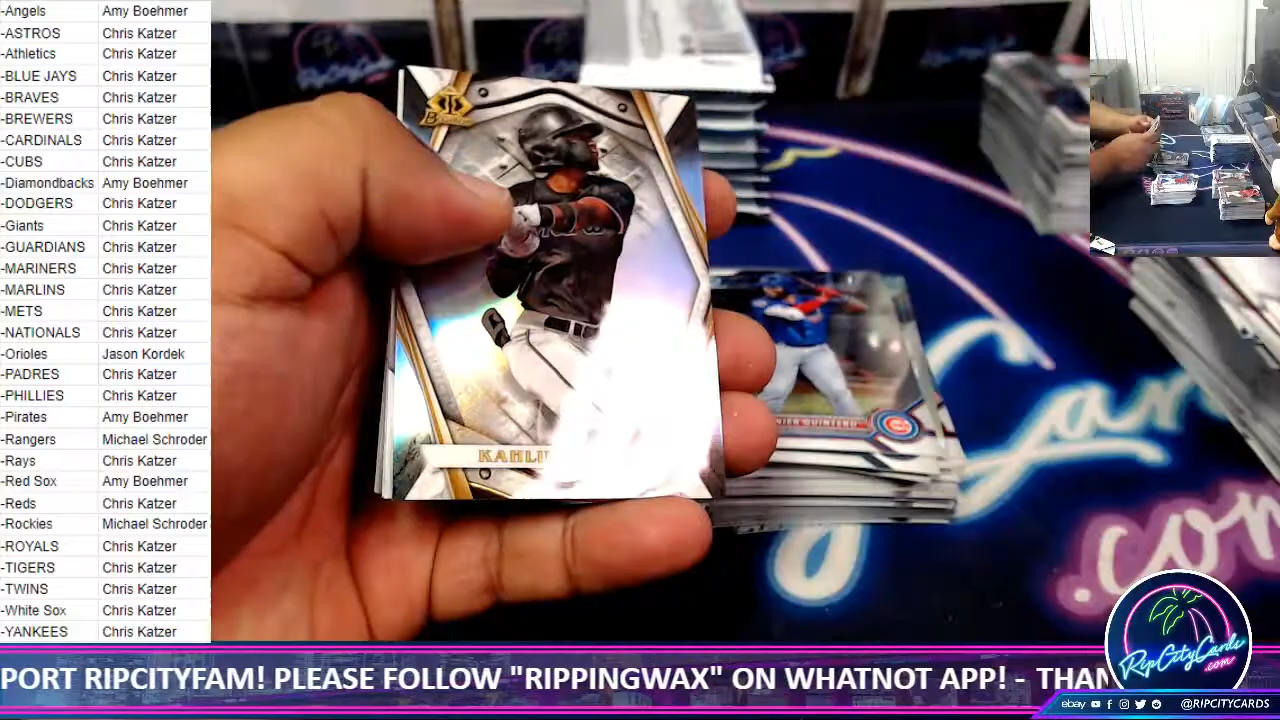 -Angels Amy Boehmer
-ASTROS Chris Katzer
-Athletics Chris Katzer
-BLUE JAYS Chris Katzer
-BRAVES Chris Katzer
-BREWERS Chris Katzer
-CARDINALS Chris Katzer
-CUBS Chris Katzer
-Diamondbacks Amy Boehmer
-DODGERS Chris Katzer
-Giants Chris Katzer
-GUARDIANS Chris Katzer
-MARINERS Chris Katzer
-MARLINS Chris Katzer
-METS Chris Katzer
-NATIONALS Chris Katzer
-Orioles Jason Kordek
-PADRES Chris Katzer
-PHILLIES Chris Katzer
-Pirates Amy Boehmer
-Rangers Michael Schroder
-Rays Chris Katzer
-Red Sox Amy Boehmer
-Reds Chris Katzer
-Rockies Michael Schroder
-ROYALS Chris Katzer
-TIGERS Chris Katzer
-TWINS Chris Katzer
-White Sox Chris Katzer
-YANKEES Chris Katzer
KAHLI
QUINTERO
.com
RipCityCards
.com
PORT RIPCITYFAM! PLEASE FOLLOW "RIPPINGWAX" ON WHATNOT APP! - THAN
ebay @RIPCITYCARDS